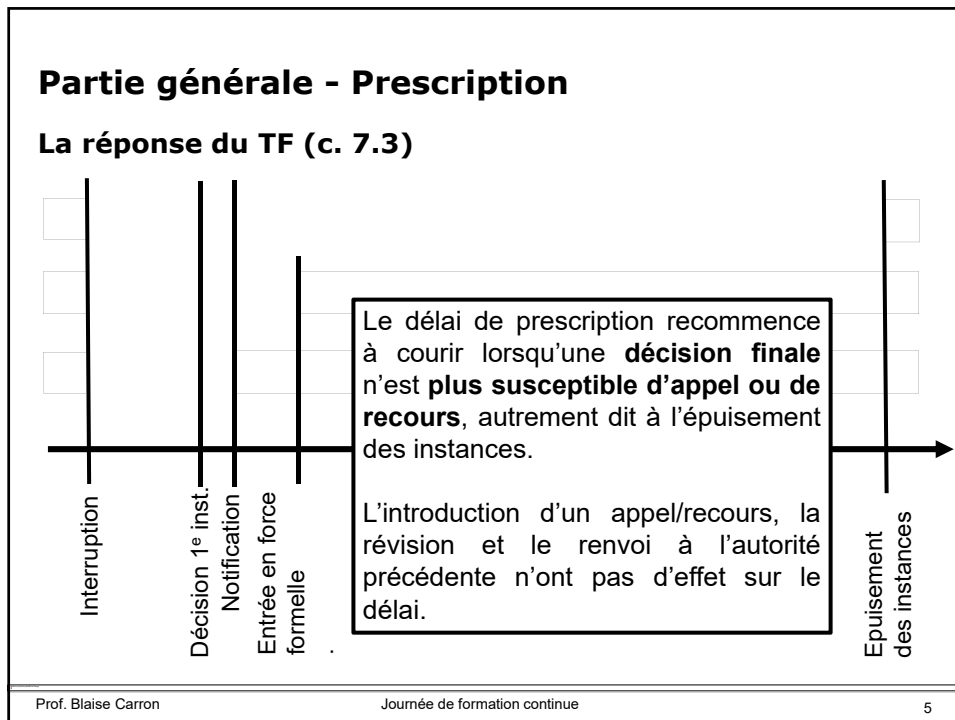 Partie générale - Prescription
La réponse du TF (c. 7.3)
Le délai de prescription recommence
à courir lorsqu'une décision finale
n'est plus susceptible d'appel ou de
recours, autrement dit à l'épuisement
des instances.
L'introduction d'un appel/recours, la
révision et le renvoi à l'autorité
précédente n'ont pas d'effet sur le
délai.
Interruption
Décision 1e inst.
Notification
Entrée en force
formelle
.
Epuisement
des instances
Prof. Blaise Carron
Journée de formation continue
5